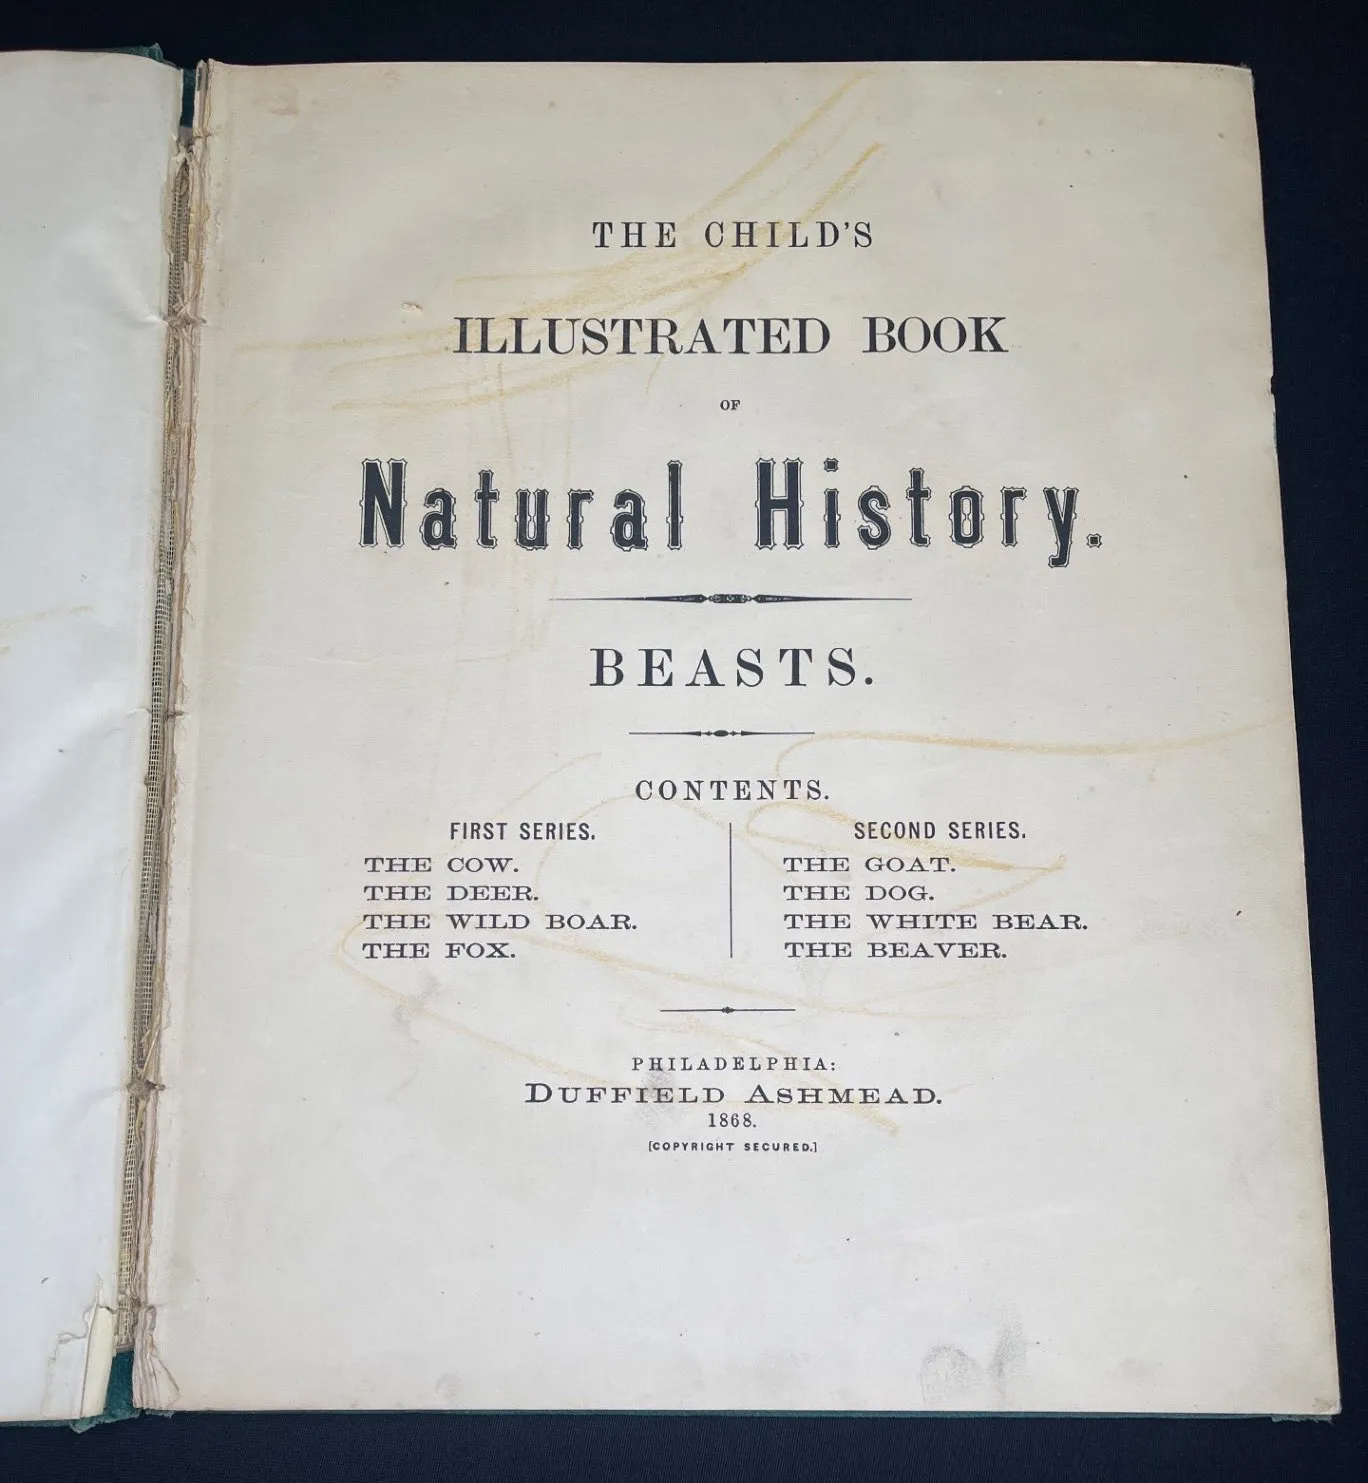 THE CHILD'S
ILLUSTRATED BOOK
OF
Natural History.
BEASTS.
CONTENTS.
FIRST SERIES.
THE COW.
THE DEER.
THE WILD BOAR.
THE FOX.
SECOND SERIES.
THE GOAT.
THE DOG.
THE WHITE BEAR.
THE BEAVER.
PHILADELPHIA:
DUFFIELD ASHMEAD.
1868.
[COPYRIGHT SECURED.]